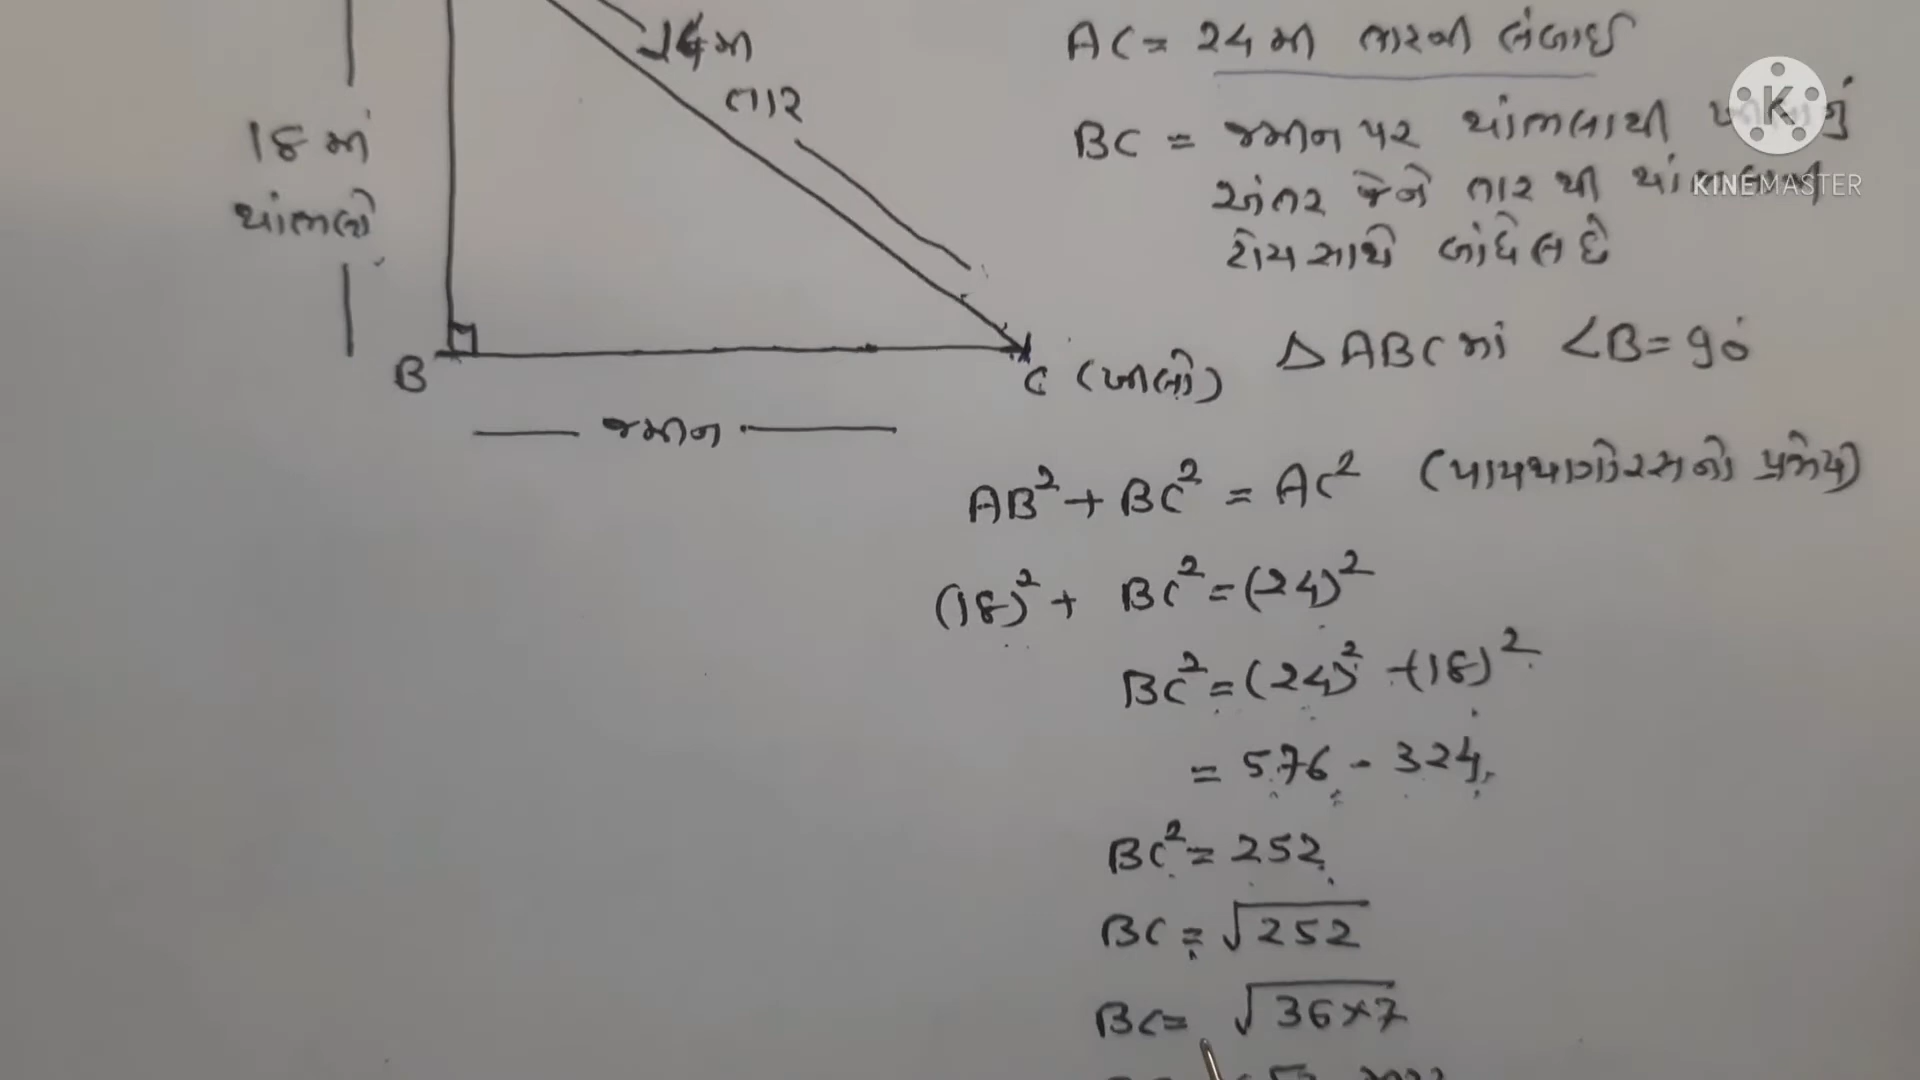 24 મી
તાર
18 મી
થાંભલો
B
C (ખીલો)
જમીન
AC = 24 મી તારની લંબાઈ
BC = જમીન પર થાંભલાથી
અંતર જેને તાર થી
સાથે બાંધેલ છે
△ ABC માં ∠B = 90°
AB² + BC² = AC² (પાયથાગોરસનો પ્રમેય)
(18)² + BC² = (24)²
BC² = (24)² - (18)²
= 576 - 324
BC² = 252
BC = √252
BC = √36×7
K
KINEMASTER